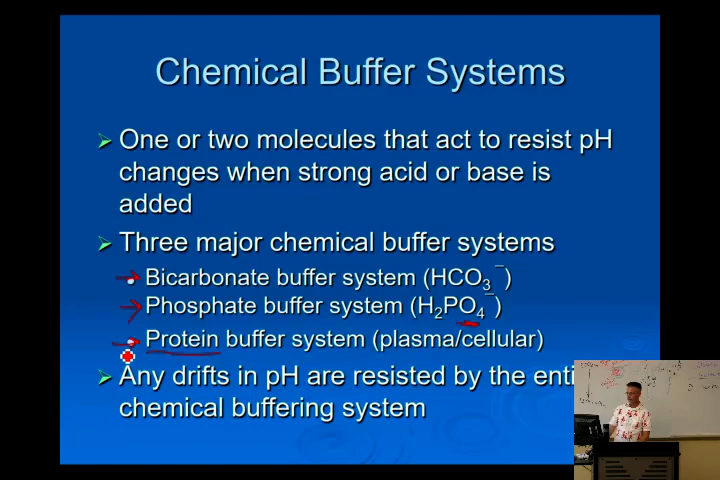 Chemical Buffer Systems
One or two molecules that act to resist pH
changes when strong acid or base is
added
Three major chemical buffer systems
Bicarbonate buffer system (HCO₃⁻)
Phosphate buffer system (H₂PO₄⁻)
Protein buffer system (plasma/cellular)
Any drifts in pH are resisted by the
chemical buffering system